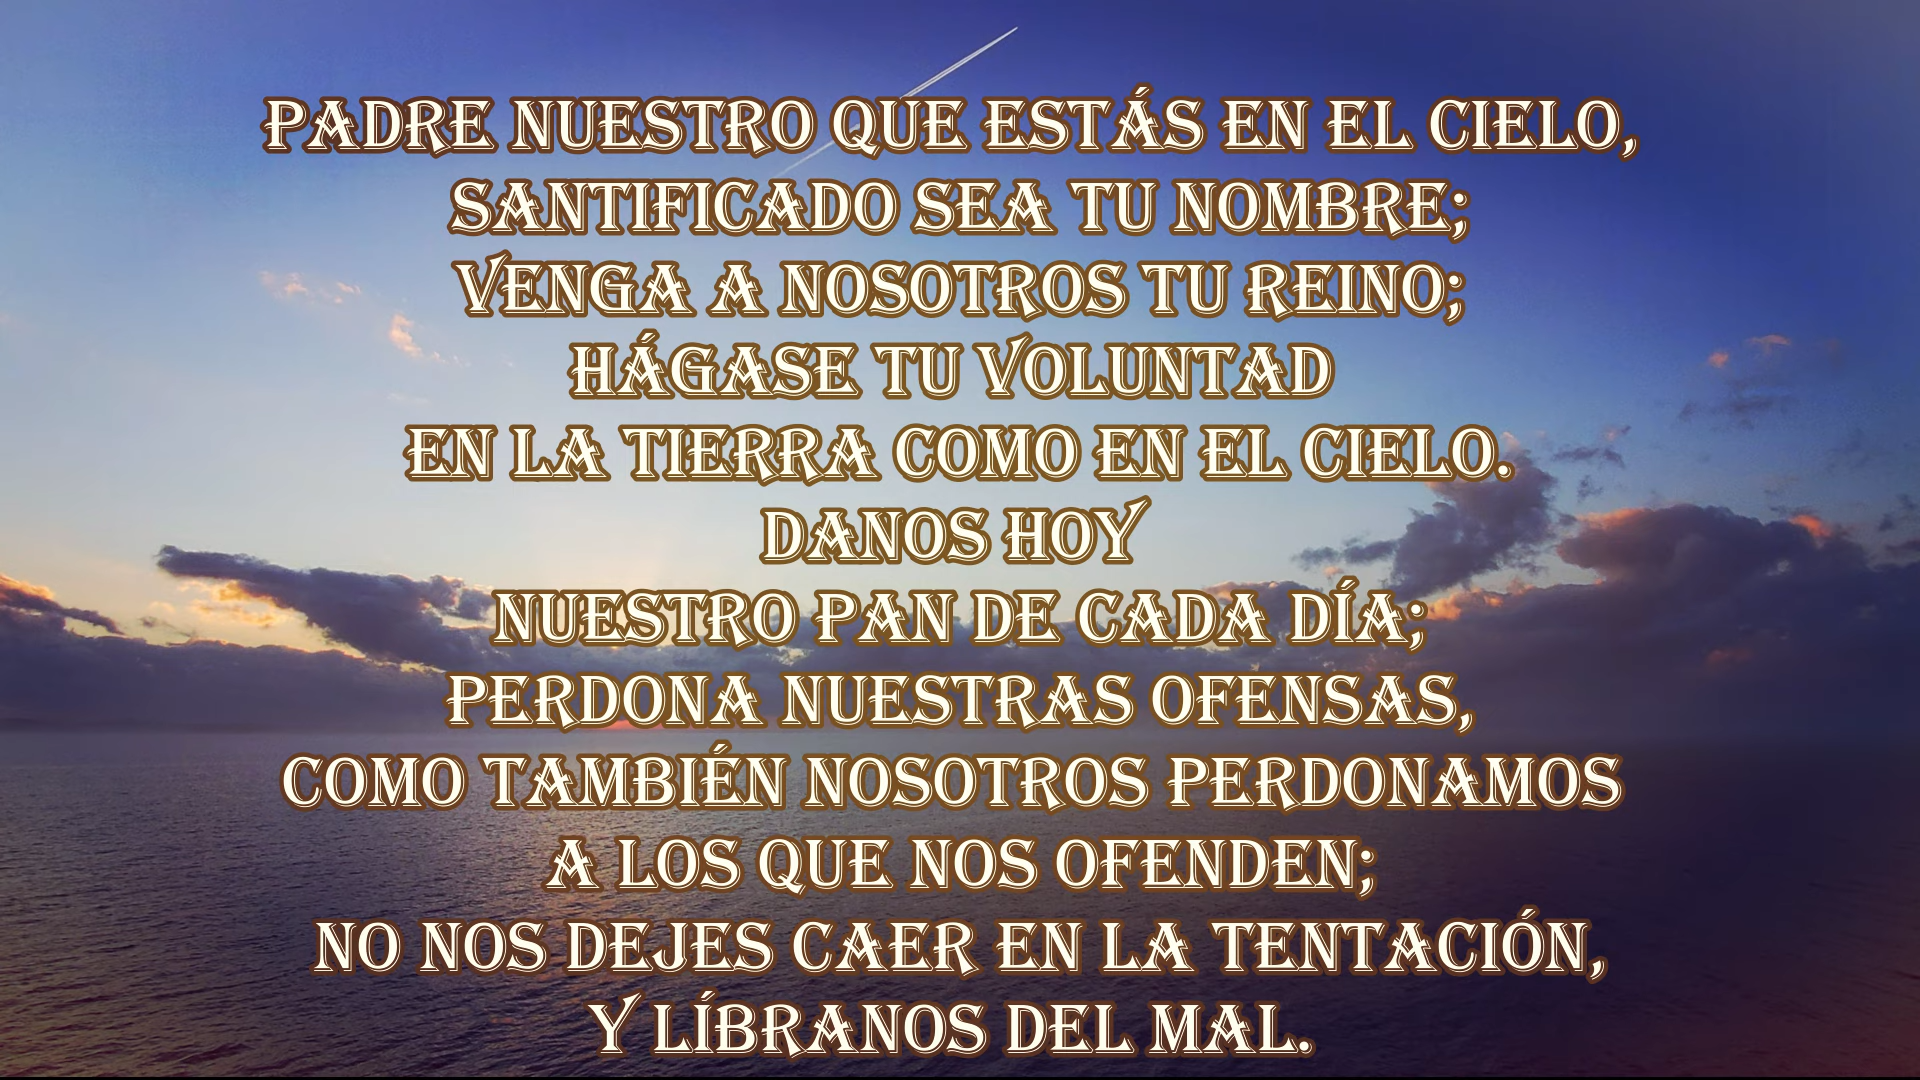 PADRE NUESTRO QUE ESTÁS EN EL CIELO,
SANTIFICADO SEA TU NOMBRE;
VENGA A NOSOTROS TU REINO;
HÁGASE TU VOLUNTAD
EN LA TIERRA COMO EN EL CIELO.
DANOS HOY
NUESTRO PAN DE CADA DÍA;
PERDONA NUESTRAS OFENSAS,
COMO TAMBIÉN NOSOTROS PERDONAMOS
A LOS QUE NOS OFENDEN;
NO NOS DEJES CAER EN LA TENTACIÓN,
Y LÍBRANOS DEL MAL.